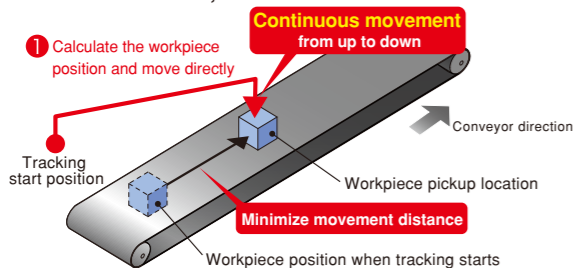 Continuous movement
from up to down
1 Calculate the workpiece
position and move directly
Conveyor direction
Tracking
start position
Workpiece pickup location
Minimize movement distance
Workpiece position when tracking starts